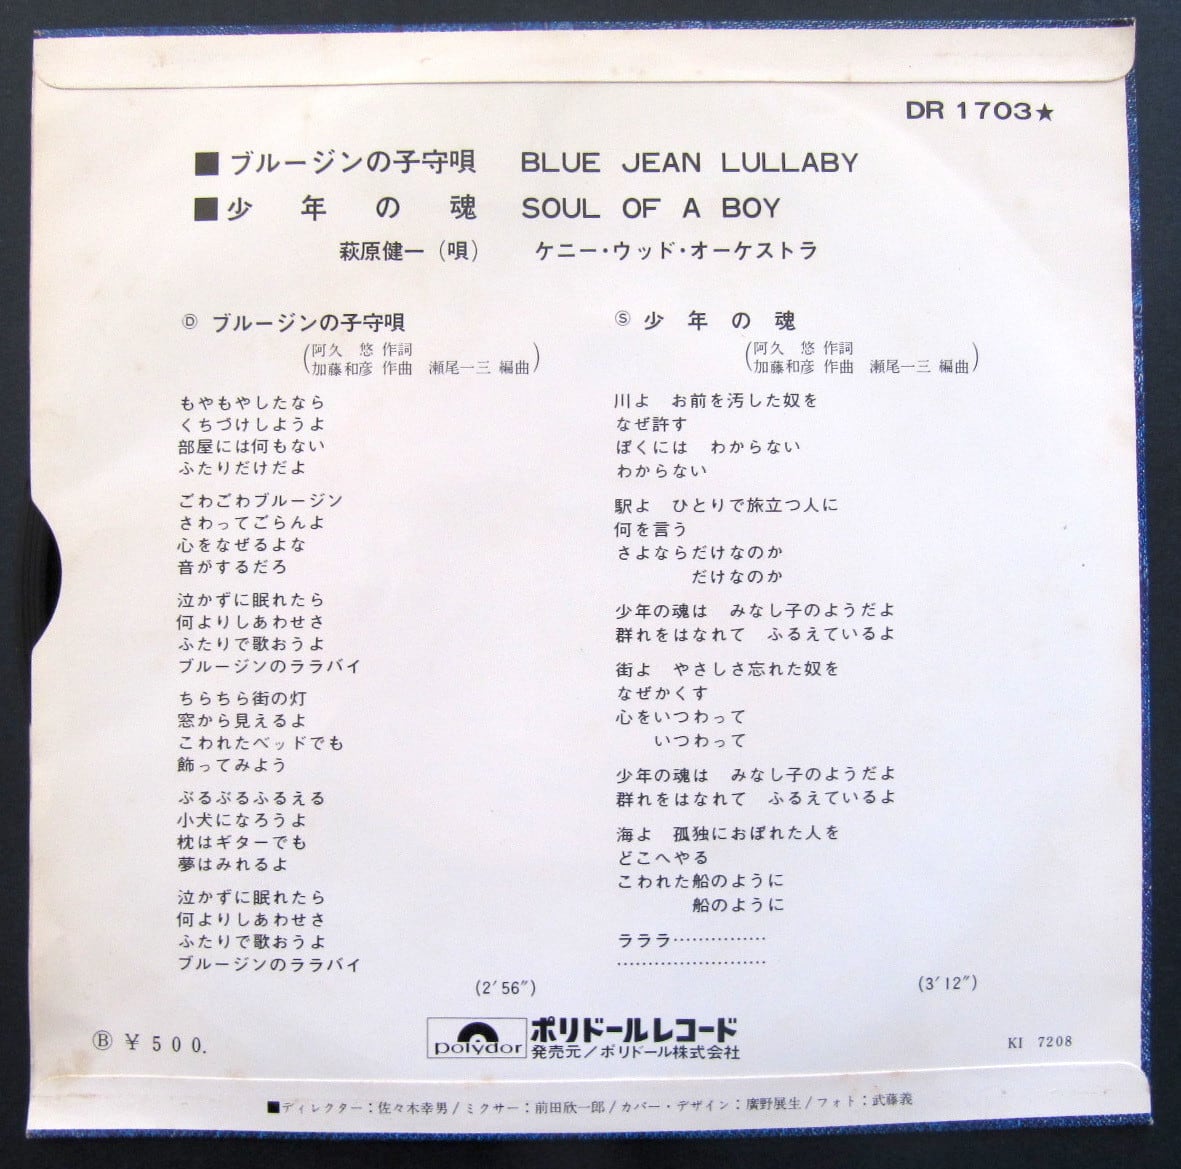 DR 1703★
■ブルージンの子守唄 BLUE JEAN LULLABY
■少年の魂 SOUL OF A BOY
萩原健一(唄) ケニー・ウッド・オーケストラ
Ⓓ ブルージンの子守唄
(阿久 悠 作詞
加藤和彦 作曲 瀬尾一三 編曲)
もやもやしたなら
くちづけしようよ
部屋には何もない
ふたりだけだよ
ごわごわブルージン
さわってごらんよ
心をなぜるよな
音がするだろ
泣かずに眠れたら
何よりしあわせさ
ふたりで歌おうよ
ブルージンのララバイ
ちらちら街の灯
窓から見えるよ
こわれたベッドでも
飾ってみよう
ぶるぶるふるえる
小犬になろうよ
枕はギターでも
夢はみれるよ
泣かずに眠れたら
何よりしあわせさ
ふたりで歌おうよ
ブルージンのララバイ
(2′56″)
Ⓢ 少年の魂
(阿久 悠 作詞
加藤和彦 作曲 瀬尾一三 編曲)
川よ お前を汚した奴を
なぜ許す
ぼくには わからない
わからない
駅よ ひとりで旅立つ人に
何を言う
さよならだけなのか
だけなのか
少年の魂は みなし子のようだよ
群れをはなれて ふるえているよ
街よ やさしさ忘れた奴を
なぜかくす
心をいつわって
いつわって
少年の魂は みなし子のようだよ
群れをはなれて ふるえているよ
海よ 孤独におぼれた人を
どこへやる
こわれた船のように
船のように
ラララ……………
……………………
(3′12″)
Ⓑ ¥500.
polydor ポリドールレコード
発売元/ポリドール株式会社
KI 7208
■ディレクター:佐々木幸男/ミクサー:前田欣一郎/カバー・デザイン:廣野展生/フォト:武藤義